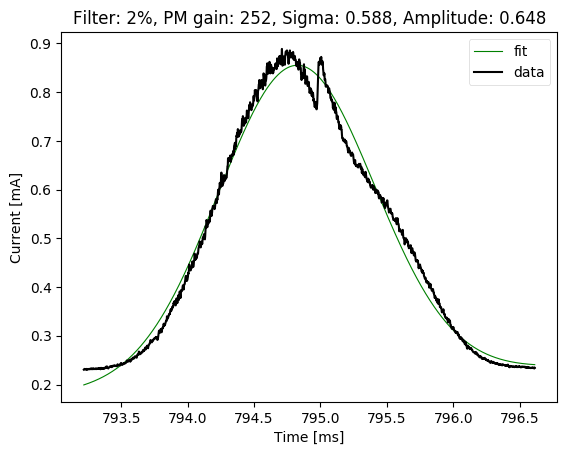 Filter: 2%, PM gain: 252, Sigma: 0.588, Amplitude: 0.648
fit
data
0.9
0.8
0.7
0.6
0.5
0.4
0.3
0.2
Current [mA]
793.5 794.0 794.5 795.0 795.5 796.0 796.5
Time [ms]